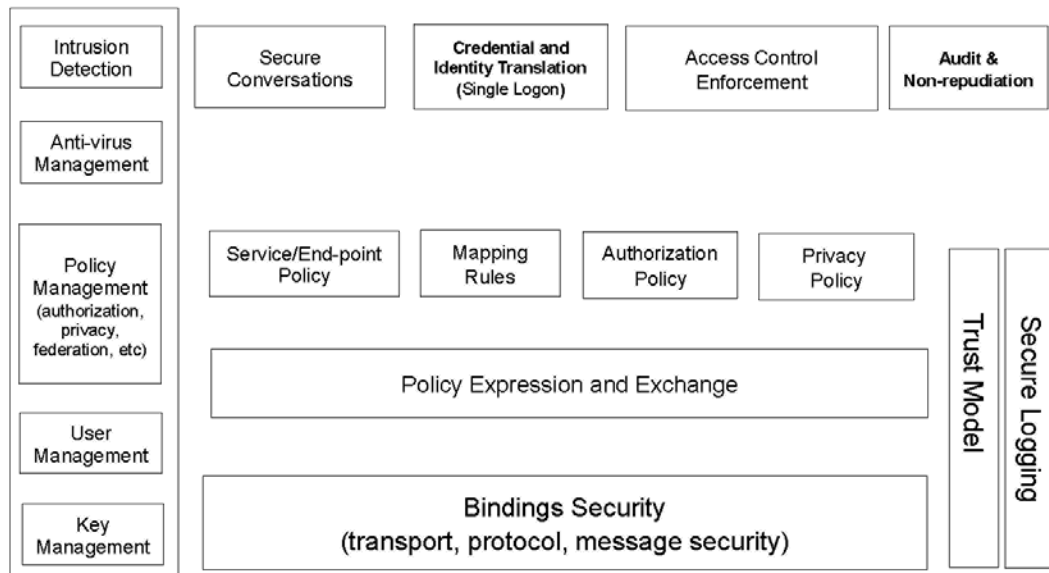 Intrusion
Detection
Anti-virus
Management
Policy
Management
(authorization,
privacy,
federation, etc)
User
Management
Key
Management
Secure
Conversations
Credential and
Identity Translation
(Single Logon)
Access Control
Enforcement
Audit &
Non-repudiation
Service/End-point
Policy
Mapping
Rules
Authorization
Policy
Privacy
Policy
Policy Expression and Exchange
Bindings Security
(transport, protocol, message security)
Trust Model
Secure Logging